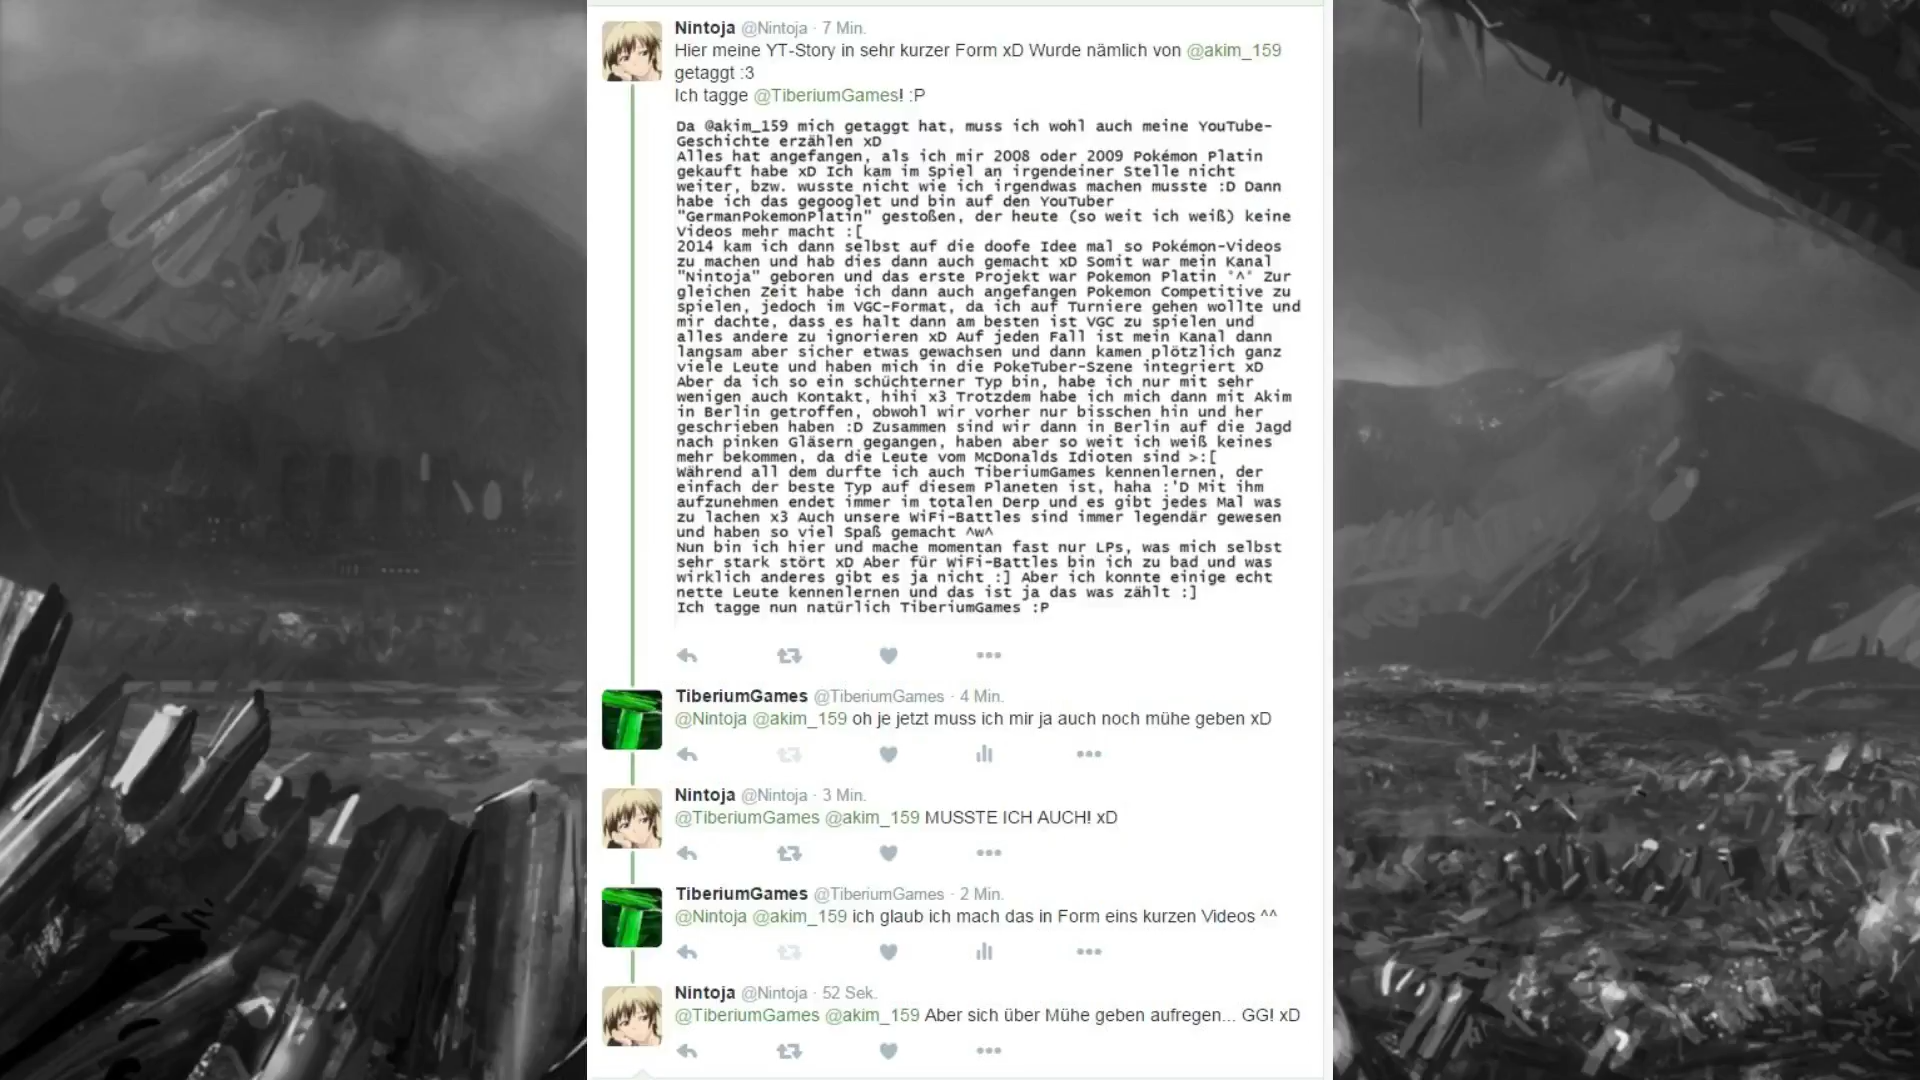 Nintoja @Nintoja · 7 Min.
Hier meine YT-Story in sehr kurzer Form xD Wurde nämlich von @akim_159
getaggt :3
Ich tagge @TiberiumGames! :P
Da @akim_159 mich getaggt hat, muss ich wohl auch meine YouTube-
Geschichte erzählen xD
Alles hat angefangen, als ich mir 2008 oder 2009 Pokémon Platin
gekauft habe xD Ich kam im Spiel an irgendeiner Stelle nicht
weiter, bzw. wusste nicht wie ich irgendwas machen musste :D Dann
habe ich das gegooglet und bin auf den YouTuber
"GermanPokemonPlatin" gestoßen, der heute (so weit ich weiß) keine
Videos mehr macht :[
2014 kam ich dann selbst auf die doofe Idee mal so Pokémon-Videos
zu machen und hab dies dann auch gemacht xD Somit war mein Kanal
"Nintoja" geboren und das erste Projekt war Pokemon Platin °^° Zur
gleichen Zeit habe ich dann auch angefangen Pokemon Competitive zu
spielen, jedoch im VGC-Format, da ich auf Turniere gehen wollte und
mir dachte, dass es halt dann am besten ist VGC zu spielen und
alles andere zu ignorieren xD Auf jeden Fall ist mein Kanal dann
langsam aber sicher etwas gewachsen und dann kamen plötzlich ganz
viele Leute und haben mich in die PokeTuber-Szene integriert xD
Aber da ich so ein schüchterner Typ bin, habe ich nur mit sehr
wenigen auch Kontakt, hihi x3 Trotzdem habe ich mich dann mit Akim
in Berlin getroffen, obwohl wir vorher nur bisschen hin und her
geschrieben haben :D Zusammen sind wir dann in Berlin auf die Jagd
nach pinken Gläsern gegangen, haben aber so weit ich weiß keines
mehr bekommen, da die Leute vom McDonalds Idioten sind >:[
Während all dem durfte ich auch TiberiumGames kennenlernen, der
einfach der beste Typ auf diesem Planeten ist, haha :'D Mit ihm
aufzunehmen endet immer im totalen Derp und es gibt jedes Mal was
zu lachen x3 Auch unsere WiFi-Battles sind immer legendär gewesen
und haben so viel Spaß gemacht ^w^
Nun bin ich hier und mache momentan fast nur LPs, was mich selbst
sehr stark stört xD Aber für WiFi-Battles bin ich zu bad und was
wirklich anderes gibt es ja nicht :] Aber ich konnte einige echt
nette Leute kennenlernen und das ist ja das was zählt :]
Ich tagge nun natürlich TiberiumGames :P
TiberiumGames @TiberiumGames · 4 Min.
@Nintoja @akim_159 oh je jetzt muss ich mir ja auch noch mühe geben xD
Nintoja @Nintoja · 3 Min.
@TiberiumGames @akim_159 MUSSTE ICH AUCH! xD
TiberiumGames @TiberiumGames · 2 Min.
@Nintoja @akim_159 ich glaub ich mach das in Form eins kurzen Videos ^^
Nintoja @Nintoja · 52 Sek.
@TiberiumGames @akim_159 Aber sich über Mühe geben aufregen... GG! xD